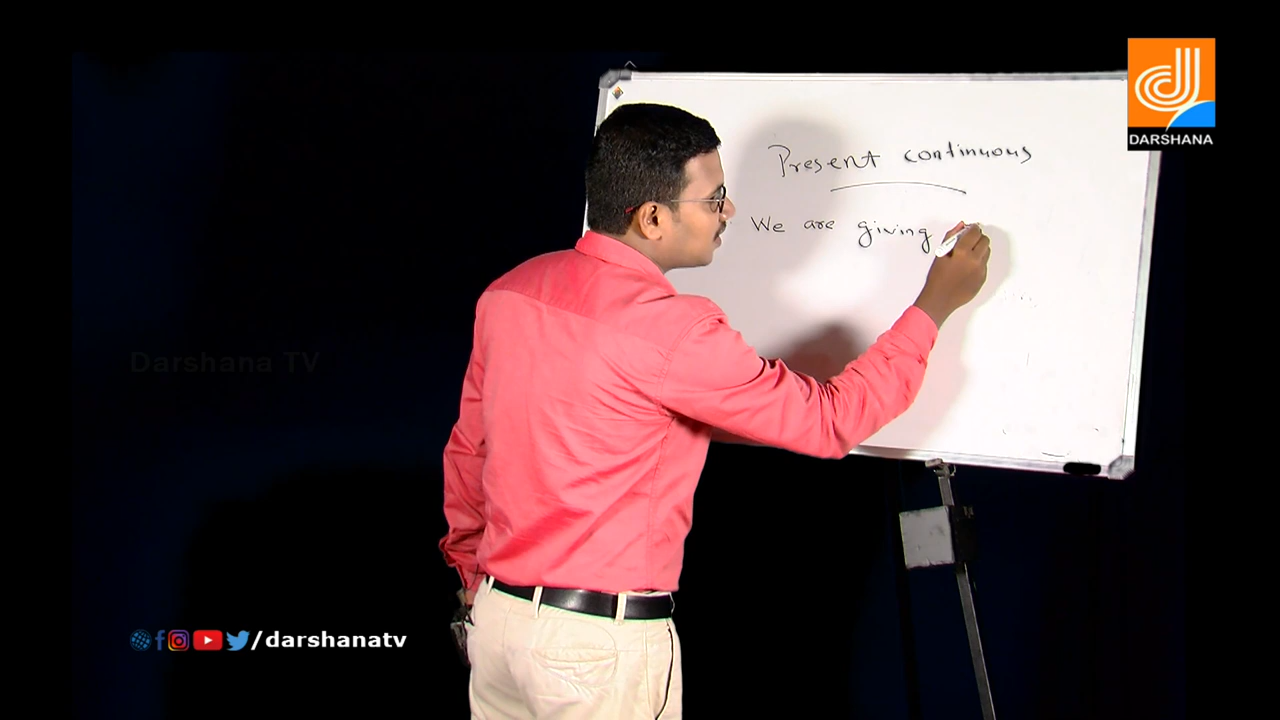 Present continuous
We are giving
DARSHANA
Darshana TV
/darshanatv